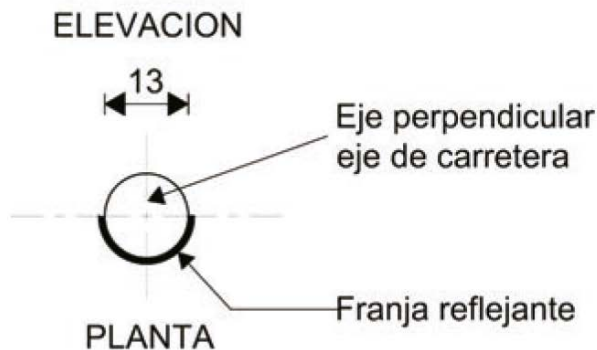 ELEVACION
13
Eje perpendicular
eje de carretera
Franja reflejante
PLANTA